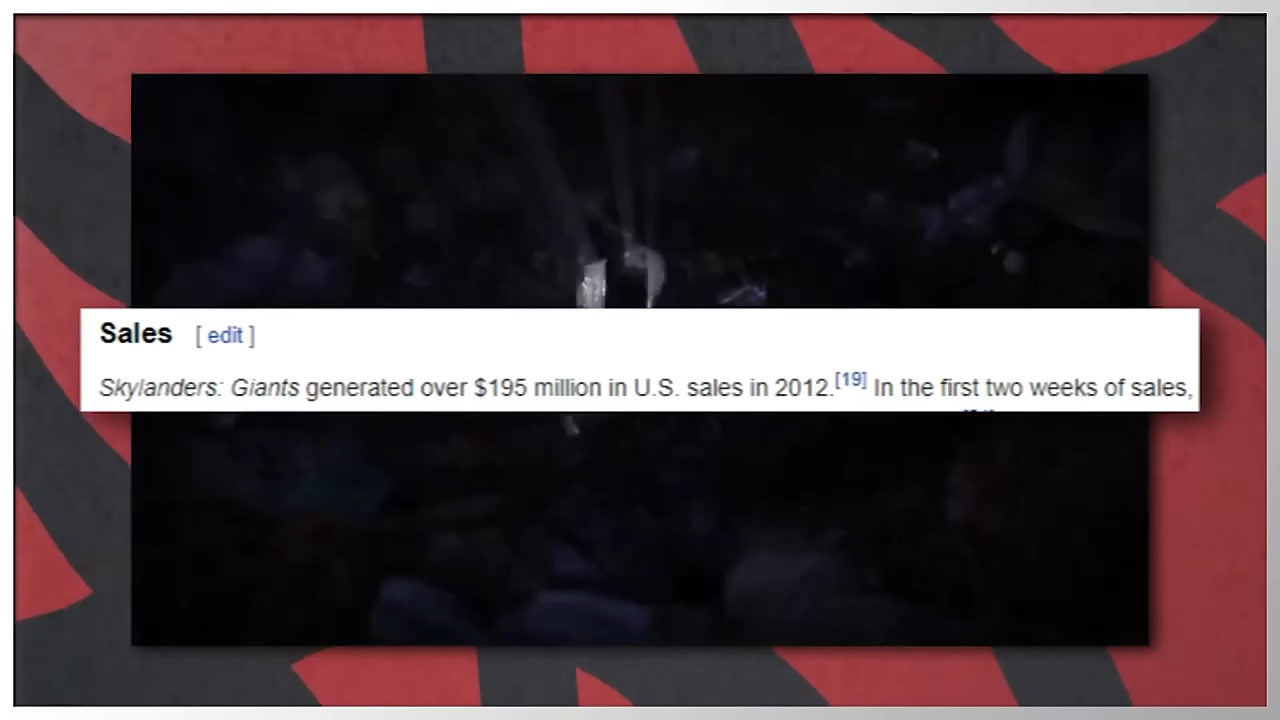 Sales [ edit ]
Skylanders: Giants generated over $195 million in U.S. sales in 2012.[19] In the first two weeks of sales,